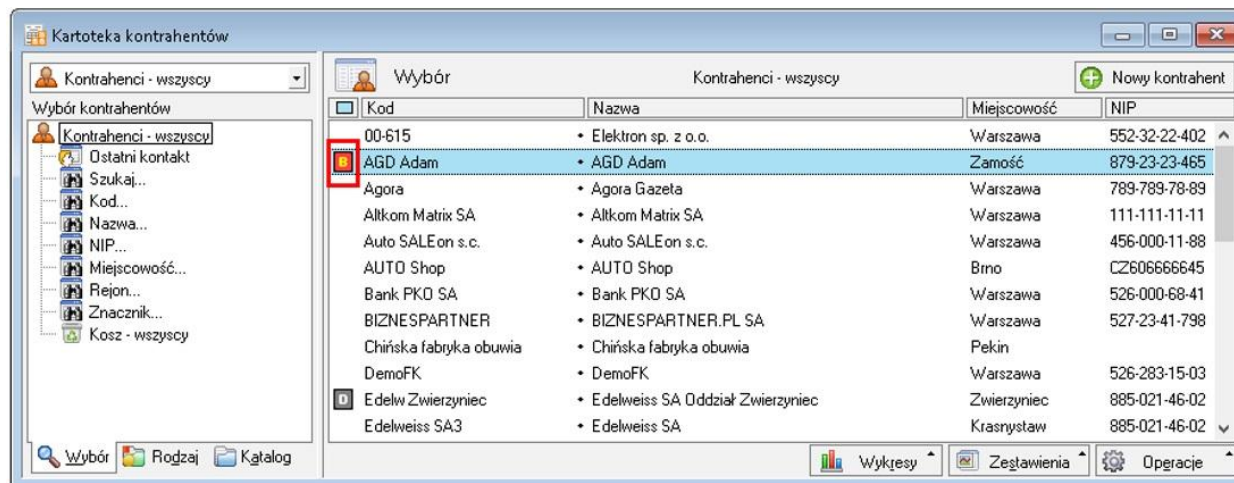 Kartoteka kontrahentów
Kontrahenci - wszyscy
Wybór kontrahentów
Kontrahenci - wszyscy
Ostatni kontakt
Szukaj...
Kod...
Nazwa...
NIP...
Miejscowość...
Rejon...
Znacznik...
Kosz - wszyscy
Wybór Rodzaj Katalog
Wybór Kontrahenci - wszyscy Nowy kontrahent
Kod Nazwa Miejscowość NIP
00-615 • Elektron sp. z o.o. Warszawa 552-32-22-402
B AGD Adam • AGD Adam Zamość 879-23-23-465
Agora • Agora Gazeta Warszawa 789-789-78-89
Altkom Matrix SA • Altkom Matrix SA Warszawa 111-111-11-11
Auto SALEon s.c. • Auto SALEon s.c. Warszawa 456-000-11-88
AUTO Shop • AUTO Shop Brno CZ606666645
Bank PKO SA • Bank PKO SA Warszawa 526-000-68-41
BIZNESPARTNER • BIZNESPARTNER.PL SA Warszawa 527-23-41-798
Chińska fabryka obuwia • Chińska fabryka obuwia Pekin
DemoFK • DemoFK Warszawa 526-283-15-03
O Edelw Zwierzyniec • Edelweiss SA Oddział Zwierzyniec Zwierzyniec 885-021-46-02
Edelweiss SA3 • Edelweiss SA Krasnystaw 885-021-46-02
Wykresy Zestawienia Operacje